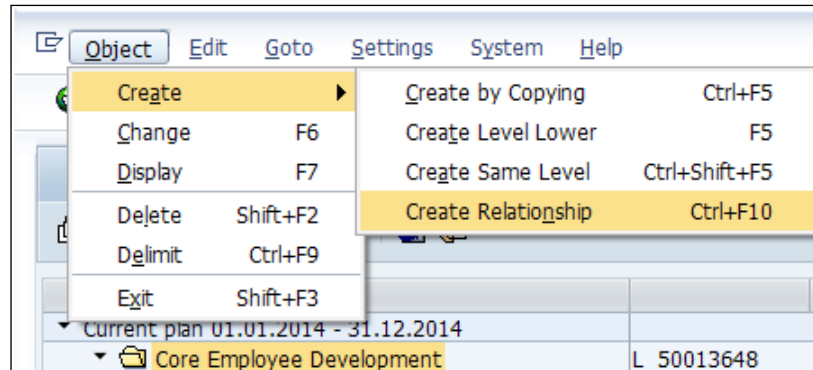 Object Edit Goto Settings System Help
Create Create by Copying Ctrl+F5
Change F6 Create Level Lower F5
Display F7 Create Same Level Ctrl+Shift+F5
Delete Shift+F2 Create Relationship Ctrl+F10
Delimit Ctrl+F9
Exit Shift+F3
Current plan 01.01.2014 - 31.12.2014
Core Employee Development L 50013648